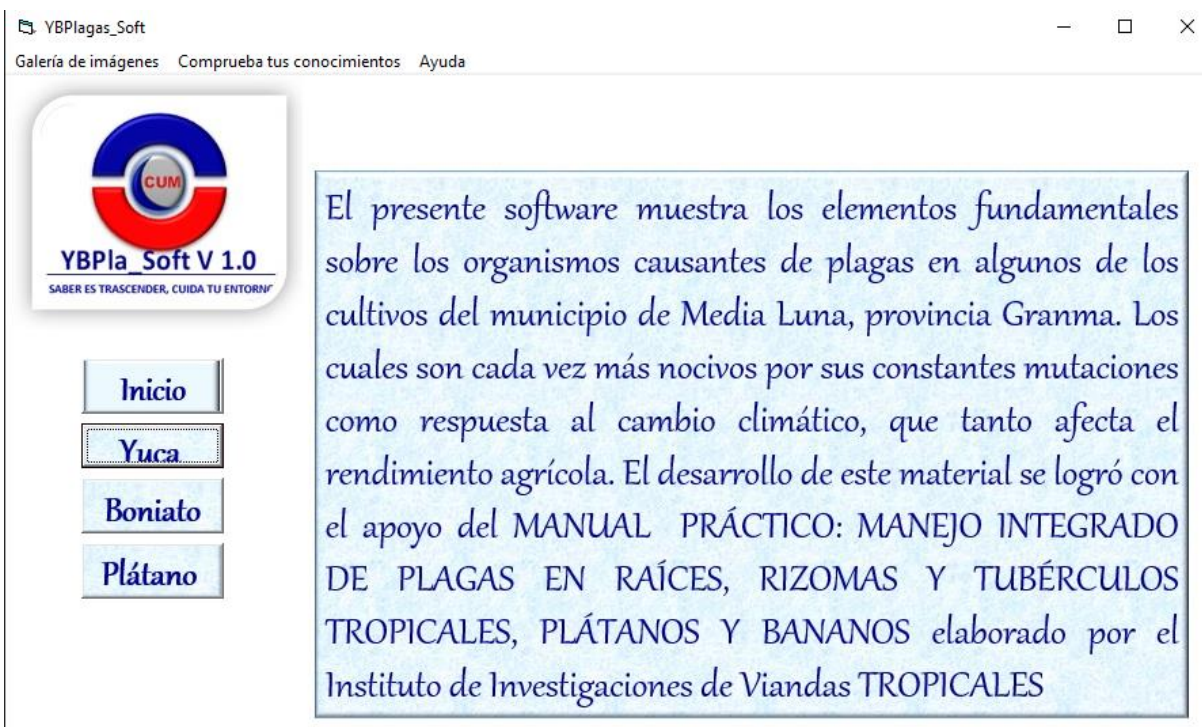 YBPlagas_Soft
Galería de imágenes Comprueba tus conocimientos Ayuda
CUM
YBPla_Soft V 1.0
SABER ES TRASCENDER, CUIDA TU ENTORNO
Inicio
Yuca
Boniato
Plátano
El presente software muestra los elementos fundamentales
sobre los organismos causantes de plagas en algunos de los
cultivos del municipio de Media Luna, provincia Granma. Los
cuales son cada vez más nocivos por sus constantes mutaciones
como respuesta al cambio climático, que tanto afecta el
rendimiento agrícola. El desarrollo de este material se logró con
el apoyo del MANUAL PRÁCTICO: MANEJO INTEGRADO
DE PLAGAS EN RAÍCES, RIZOMAS Y TUBÉRCULOS
TROPICALES, PLÁTANOS Y BANANOS elaborado por el
Instituto de Investigaciones de Viandas TROPICALES